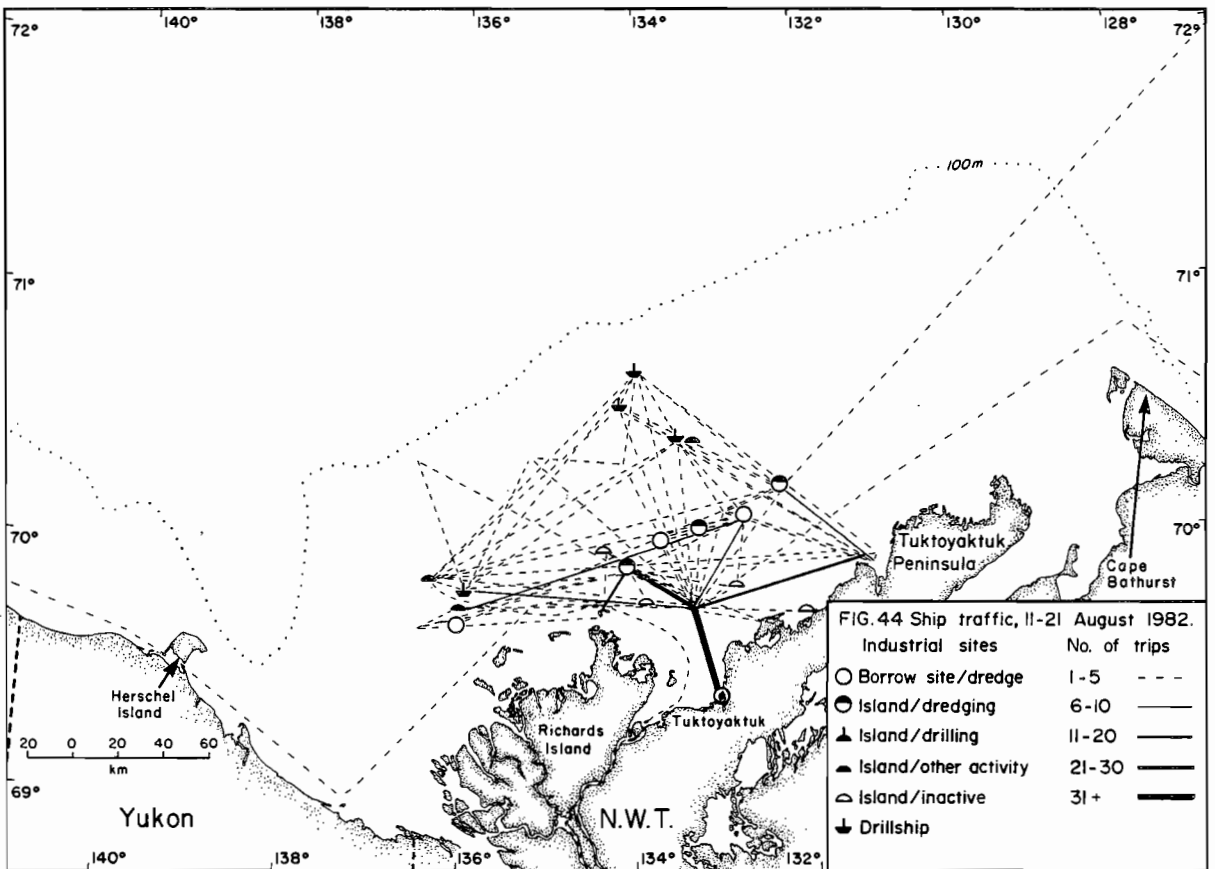 140° 138° 136° 134° 132° 130° 128°
72° 72°
100m
71° 71°
70° 70°
Tuktoyaktuk
Peninsula
Cape
Bathurst
Herschel
Island
20 0 20 40 60
km
Richards
Island
Tuktoyaktuk
69°
Yukon
N.W.T.
140° 138° 136° 134° 132°
FIG. 44 Ship traffic, 11-21 August 1982.
Industrial sites No. of trips
Borrow site/dredge 1-5
Island/dredging 6-10
Island/drilling 11-20
Island/other activity 21-30
Island/inactive 31+
Drillship